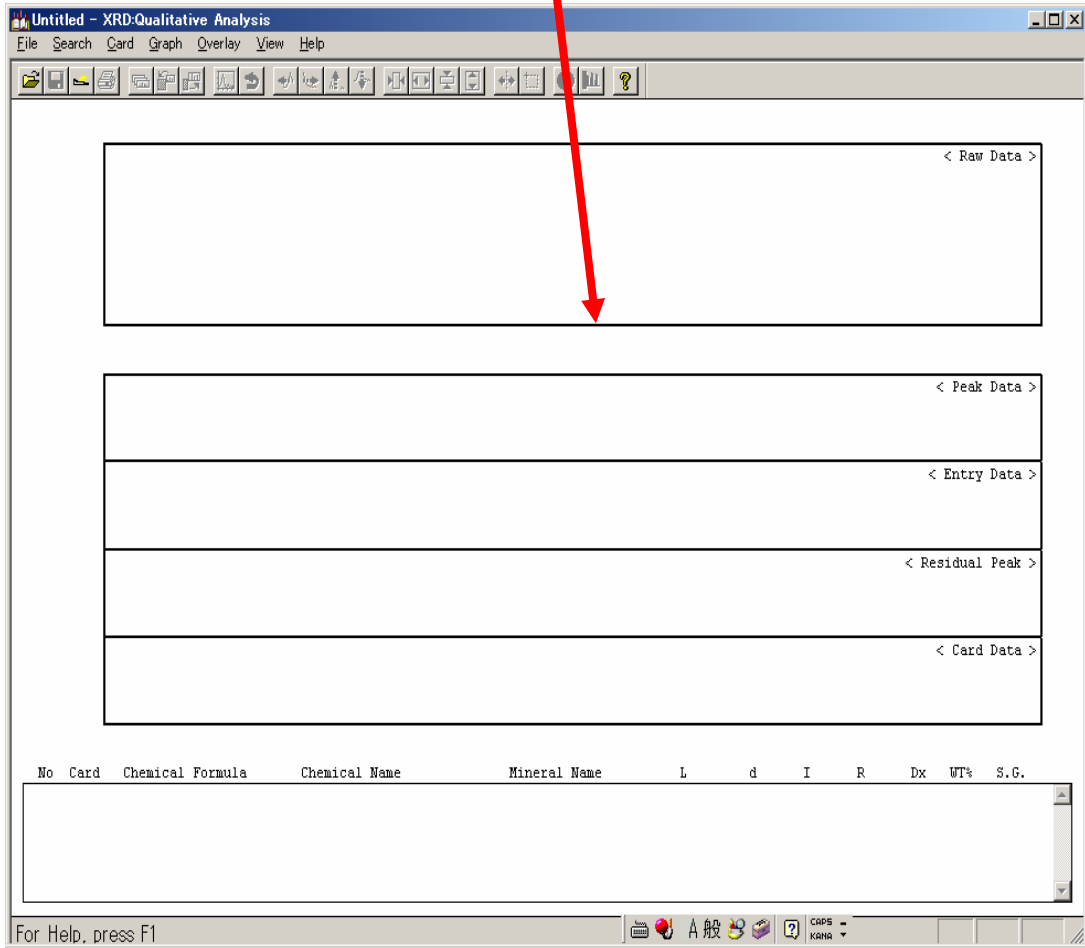 Untitled - XRD:Qualitative Analysis
File Search Card Graph Overlay View Help
< Raw Data >
< Peak Data >
< Entry Data >
< Residual Peak >
< Card Data >
No Card Chemical Formula Chemical Name Mineral Name L d I R Dx WT% S.G.
For Help, press F1
A 般 CAPS
KANA